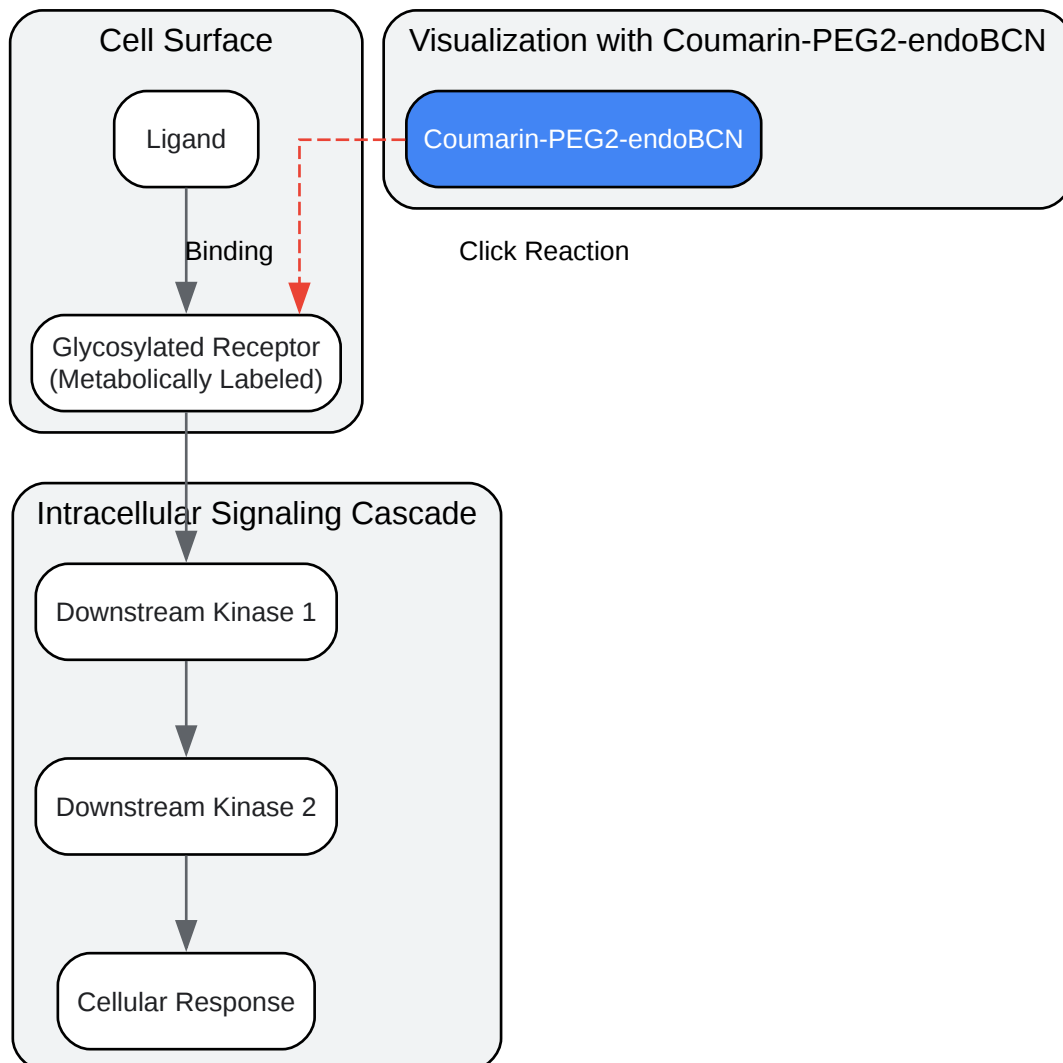 Cell Surface
Visualization with Coumarin-PEG2-endoBCN
Ligand
Coumarin-PEG2-endoBCN
Binding
Click Reaction
Glycosylated Receptor
(Metabolically Labeled)
Intracellular Signaling Cascade
Downstream Kinase 1
Downstream Kinase 2
Cellular Response